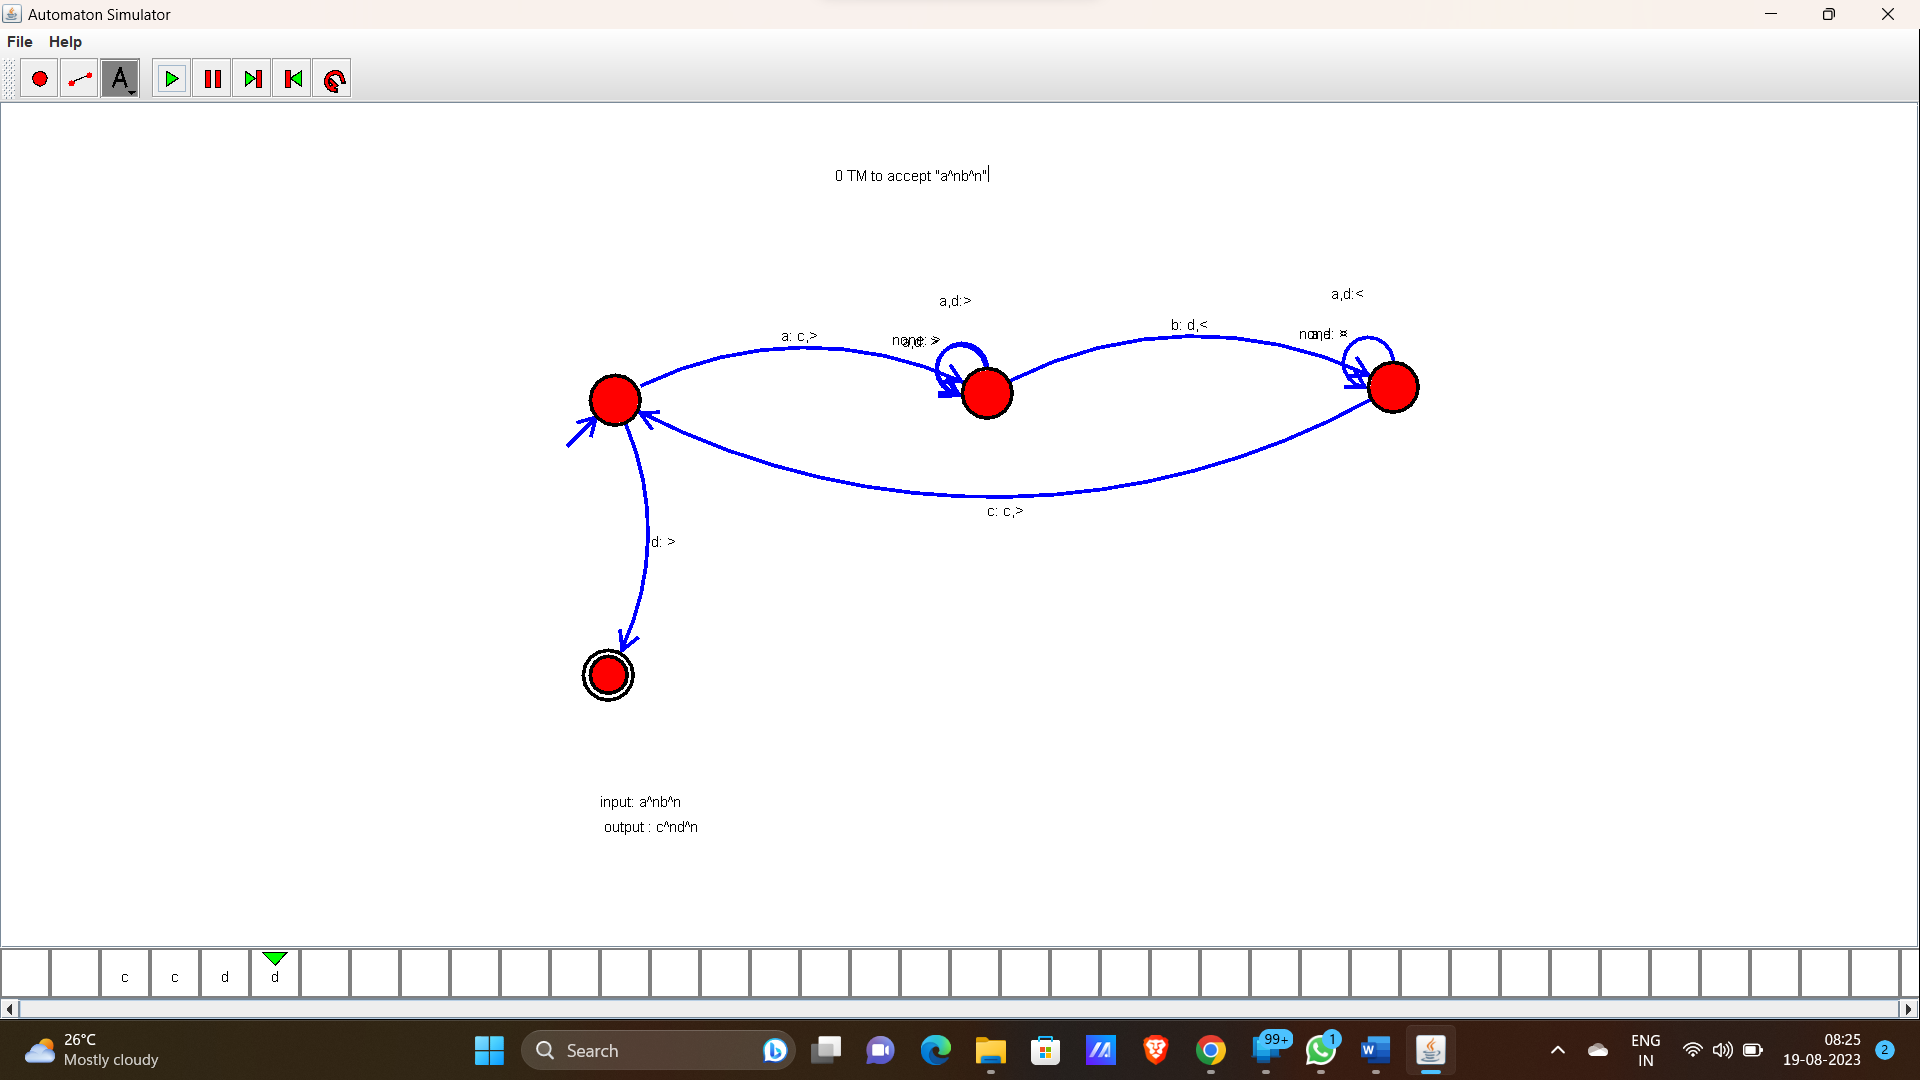 Automaton Simulator
File Help
A
0 TM to accept "a^nb^n"
a,d:>
a,d:<
a: c,>
none: >
b: d,<
c: c,>
d: >
input: a^nb^n
output : c^nd^n
c c d d
26°C
Mostly cloudy
Search
99+
1
ENG
IN
08:25
19-08-2023
2